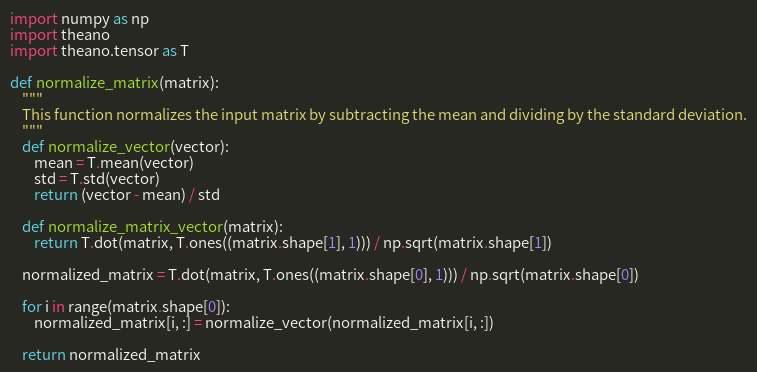 import numpy as np
import theano
import theano.tensor as T

def normalize_matrix(matrix):
    """
    This function normalizes the input matrix by subtracting the mean and dividing by the standard deviation.
    """
    def normalize_vector(vector):
        mean = T.mean(vector)
        std = T.std(vector)
        return (vector - mean) / std

    def normalize_matrix_vector(matrix):
        return T.dot(matrix, T.ones((matrix.shape[1], 1))) / np.sqrt(matrix.shape[1])

    normalized_matrix = T.dot(matrix, T.ones((matrix.shape[0], 1))) / np.sqrt(matrix.shape[0])

    for i in range(matrix.shape[0]):
        normalized_matrix[i, :] = normalize_vector(normalized_matrix[i, :])

    return normalized_matrix